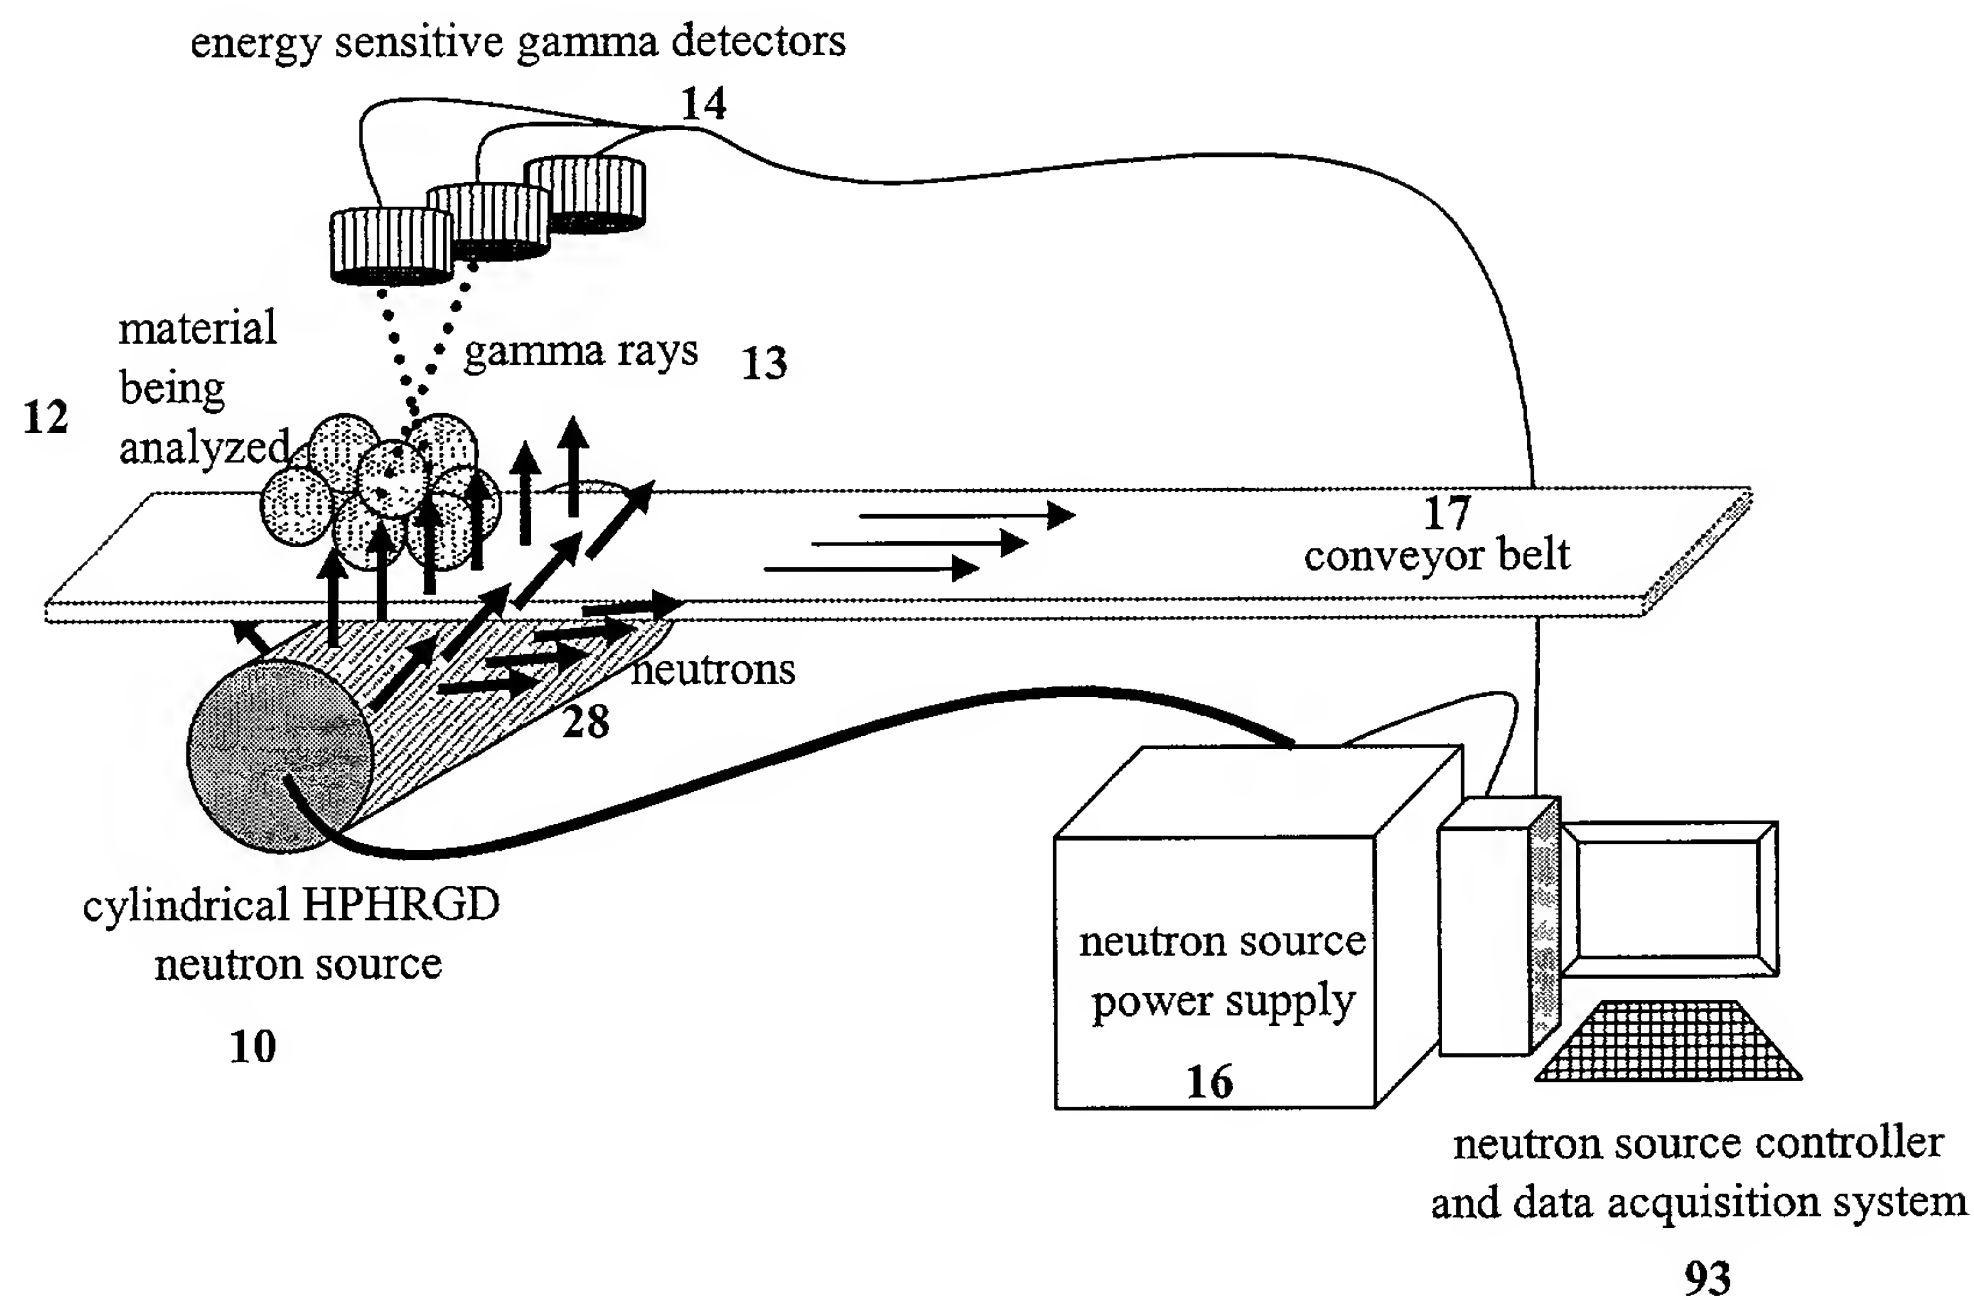 energy sensitive gamma detectors
14
material
being
analyzed
12
gamma rays
13
17
conveyor belt
neutrons
28
cylindrical HPHRGD
neutron source
10
neutron source
power supply
16
neutron source controller
and data acquisition system
93